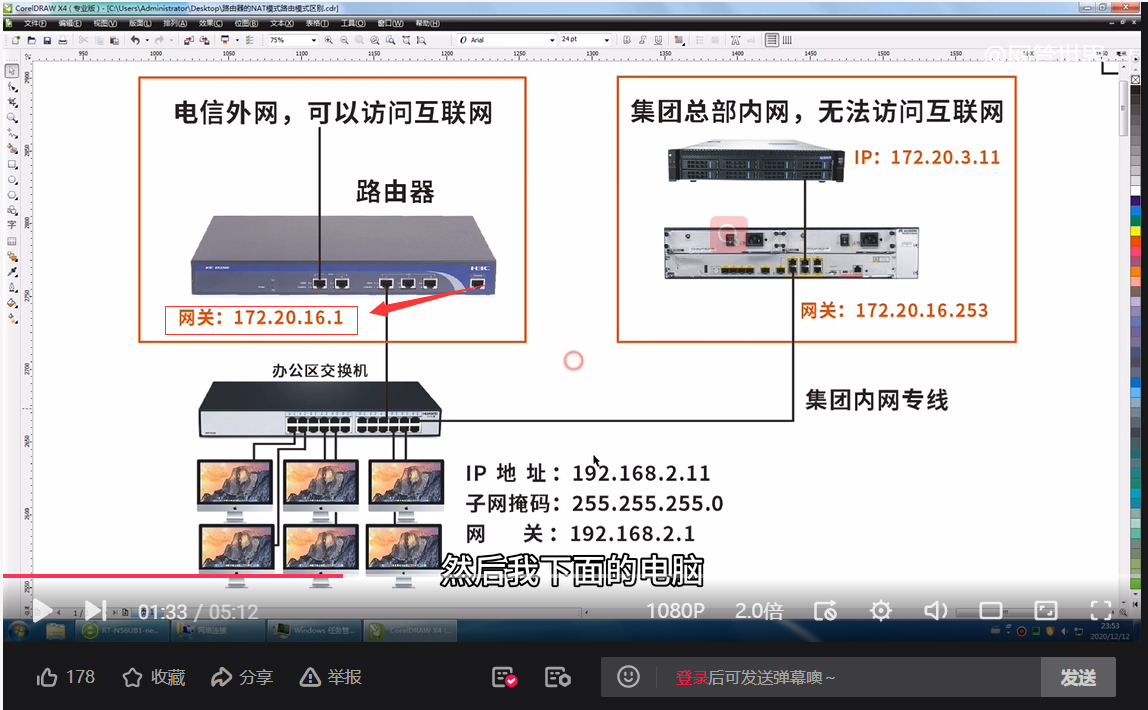 CorelDRAW X4 ( 专业版 ) - [C:\Users\Administrator\Desktop\路由器的NAT模式路由模式区别.cdr]
文件(F) 编辑(E) 视图(V) 版面(L) 排列(A) 效果(C) 位图(B) 文本(X) 表格(T) 工具(O) 窗口(W) 帮助(H)
75% Arial 24 pt
@网管世界
电信外网，可以访问互联网
路由器
H3C
网关：172.20.16.1
集团总部内网，无法访问互联网
IP：172.20.3.11
网关：172.20.16.253
办公区交换机
集团内网专线
IP 地 址：192.168.2.11
子网掩码：255.255.255.0
网 关：192.168.2.1
然后我下面的电脑
01:33 / 05:12
1080P 2.0倍
RT-N56UB1-ne... 网络连接 Windows 任务管... CorelDRAW X4 (...
23:53
2020/12/12
178 收藏 分享 举报
登录后可发送弹幕噢~ 发送